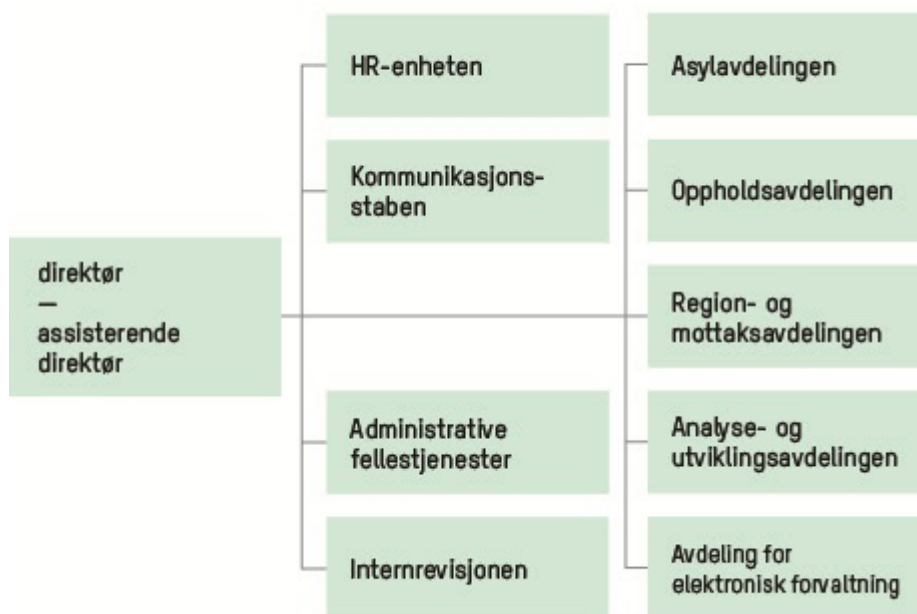 direktør
—
assisterende
direktør
HR-enheten
Kommunikasjons-
staben
Administrative
fellestjenester
Internrevisjonen
Asylavdelingen
Oppholdsavdelingen
Region- og
mottaksavdelingen
Analyse- og
utviklingsavdelingen
Avdeling for
elektronisk forvaltning